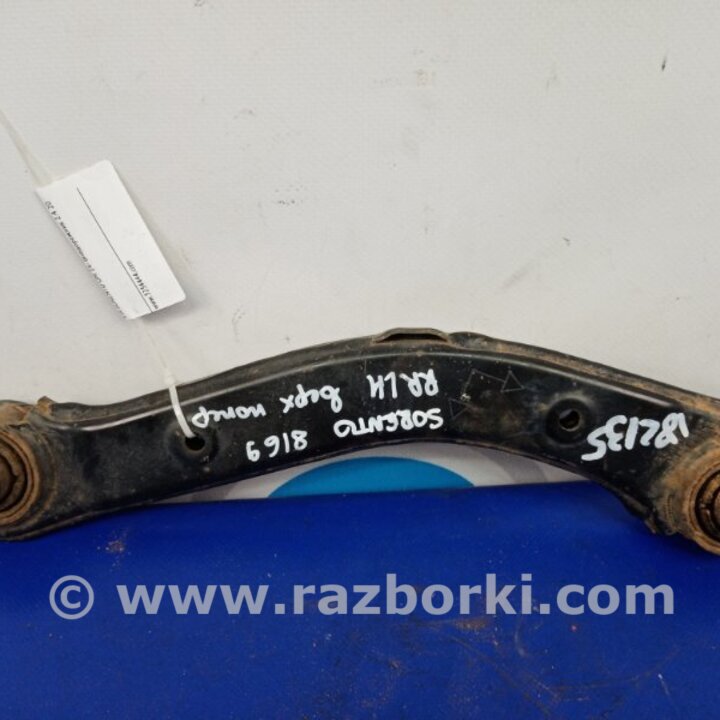 SORENTO 8169
RR LH верх попер
182135
© www.razborki.com